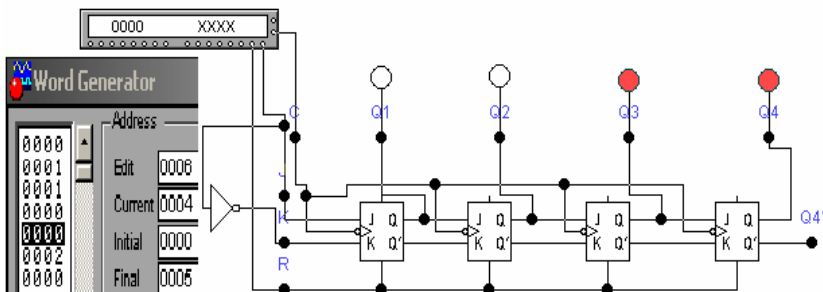 0000 XXXX
Word Generator
Address
0000
0001
0001
0000
0000
0002
0000
Edit 0006
Current 0004
Initial 0000
Final 0005
C Q1 Q2 Q3 Q4
J
K
R
J Q J Q J Q J Q
K Q' K Q' K Q' K Q'
Q4'